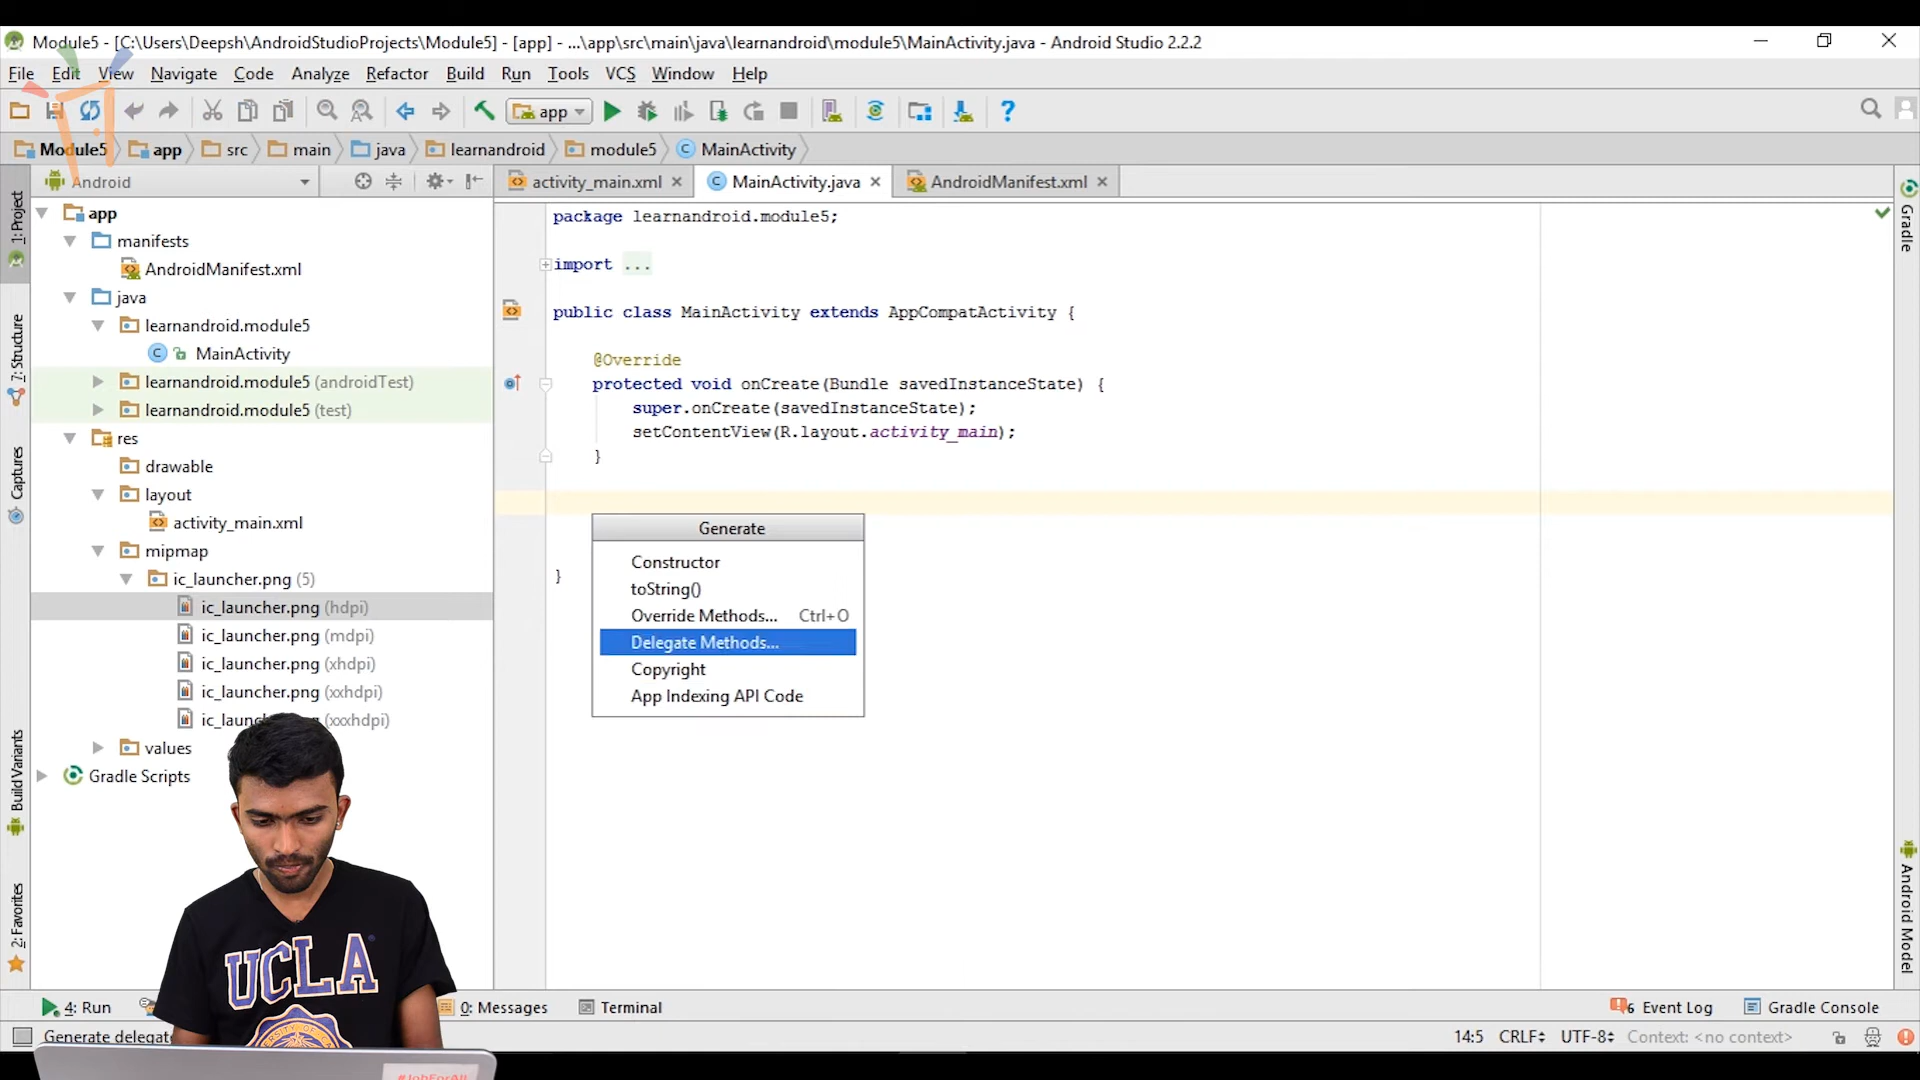 Module5 - [C:\Users\Deepsh\AndroidStudioProjects\Module5] - [app] - ...\app\src\main\java\learnandroid\module5\MainActivity.java - Android Studio 2.2.2
File Edit View Navigate Code Analyze Refactor Build Run Tools VCS Window Help
app
Module5 app src main java learnandroid module5 MainActivity
Android
activity_main.xml MainActivity.java AndroidManifest.xml
1: Project
7: Structure
Captures
Build Variants
2: Favorites
app
manifests
AndroidManifest.xml
java
learnandroid.module5
MainActivity
learnandroid.module5 (androidTest)
learnandroid.module5 (test)
res
drawable
layout
activity_main.xml
mipmap
ic_launcher.png (5)
ic_launcher.png (hdpi)
ic_launcher.png (mdpi)
ic_launcher.png (xhdpi)
ic_launcher.png (xxhdpi)
(xxxhdpi)
values
Gradle Scripts
package learnandroid.module5;
import ...
public class MainActivity extends AppCompatActivity {
@Override
protected void onCreate(Bundle savedInstanceState) {
super.onCreate(savedInstanceState);
setContentView(R.layout.activity_main);
}
}
Generate
Constructor
toString()
Override Methods... Ctrl+O
Delegate Methods...
Copyright
App Indexing API Code
Gradle
Android Model
UCLA
4: Run 0: Messages Terminal 6 Event Log Gradle Console
Generate 14:5 CRLF UTF-8 Context: <no context>
#JobForAll